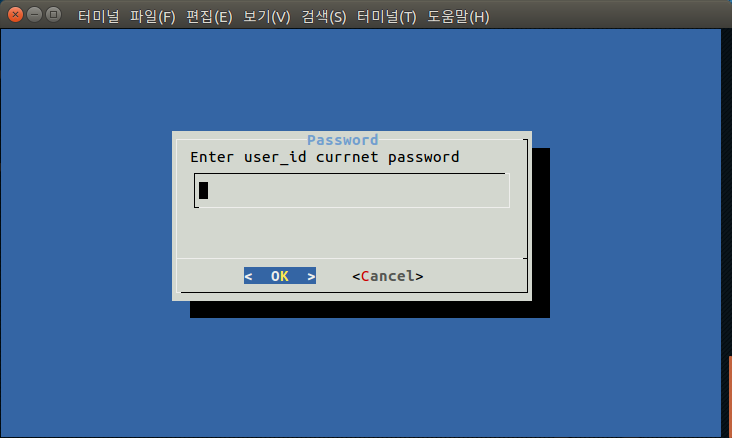 터미널 파일(F) 편집(E) 보기(V) 검색(S) 터미널(T) 도움말(H)
Password
Enter user_id currnet password
< OK > <Cancel>